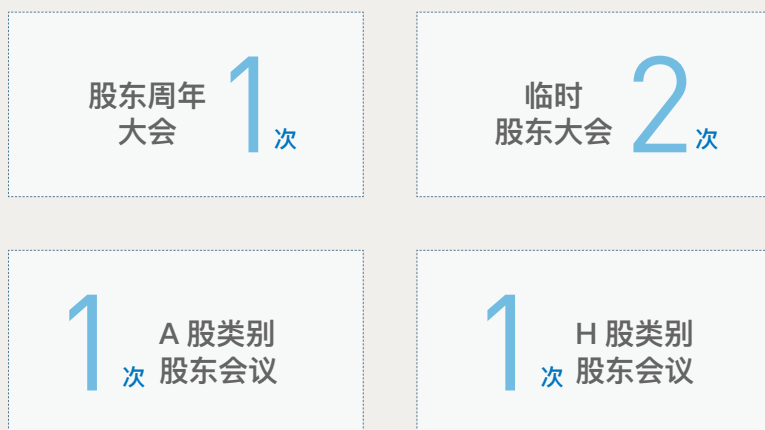 股东周年
大会
1次
临时
股东大会
2次
1次
A 股类别
股东会议
1次
H 股类别
股东会议